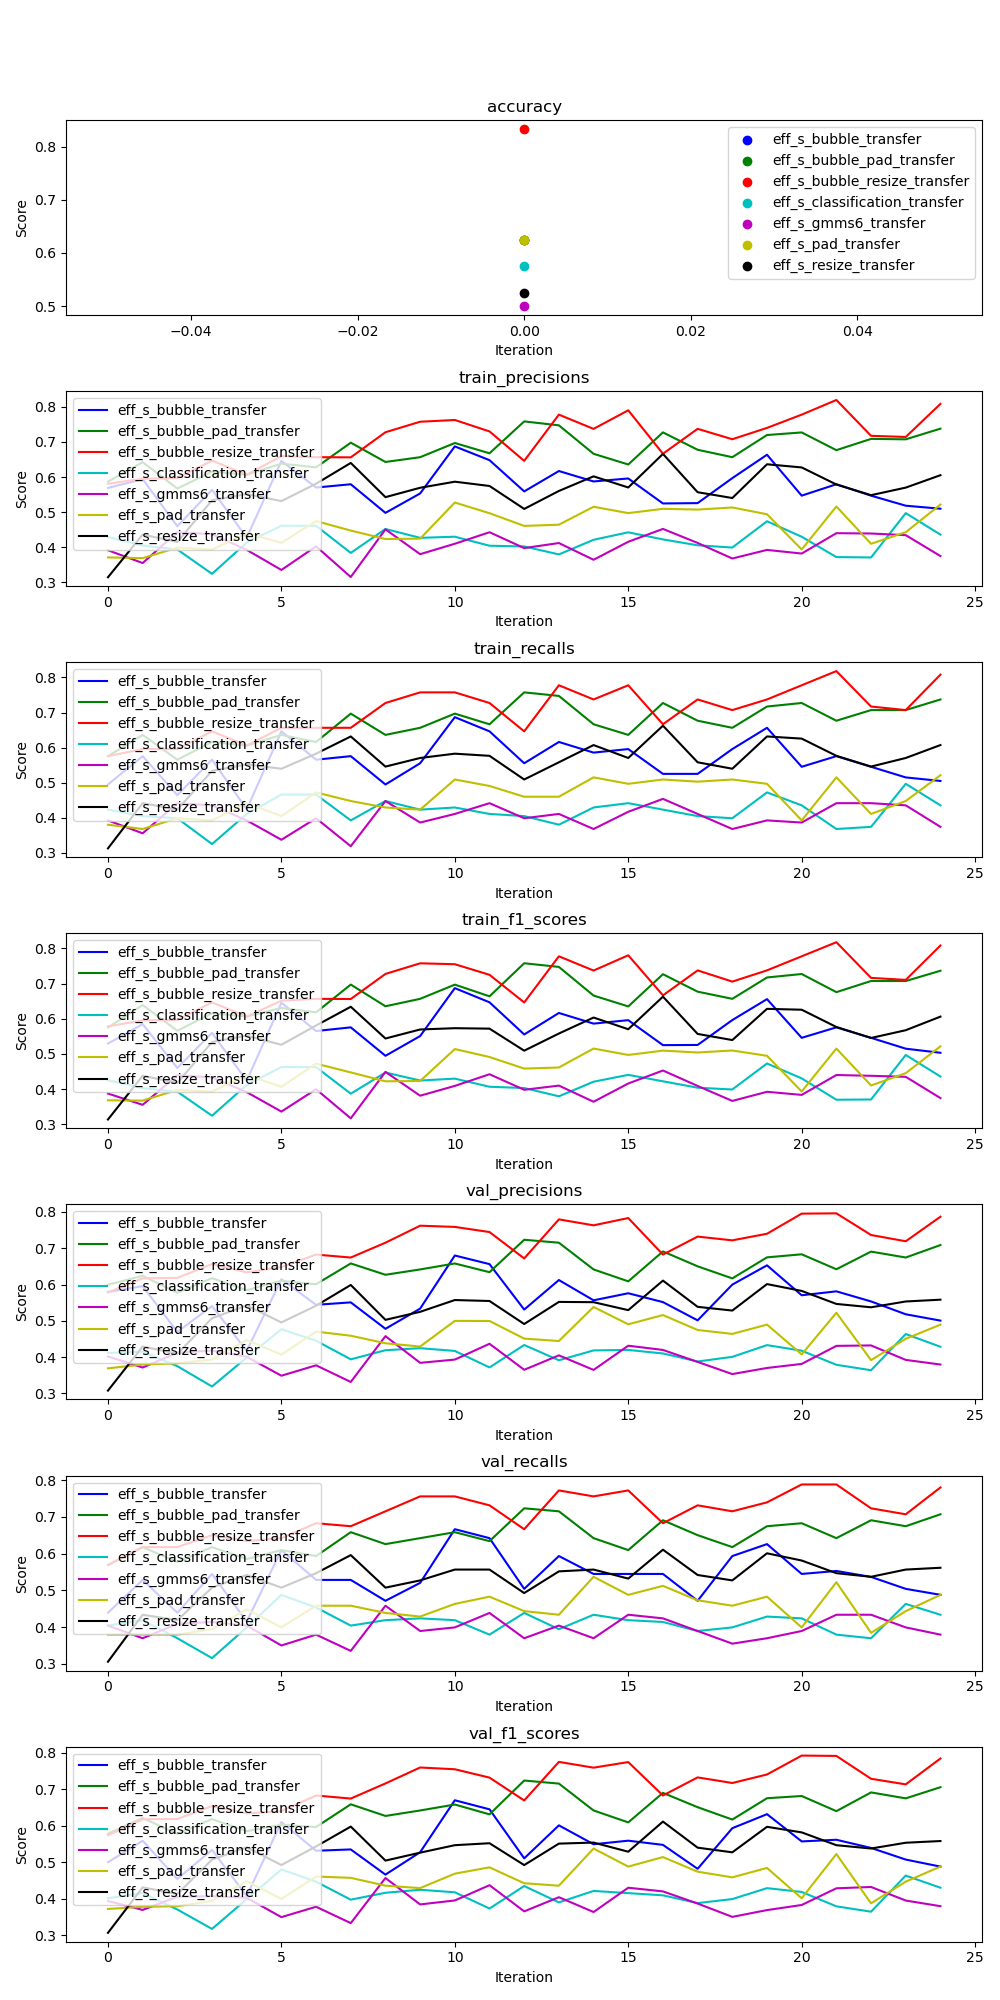 accuracy
Score
0.8
0.7
0.6
0.5
eff_s_bubble_transfer
eff_s_bubble_pad_transfer
eff_s_bubble_resize_transfer
eff_s_classification_transfer
eff_s_gmms6_transfer
eff_s_pad_transfer
eff_s_resize_transfer
−0.04 −0.02 0.00 0.02 0.04
Iteration
train_precisions
Score
0.8
0.7
0.6
0.5
0.4
0.3
eff_s_bubble_transfer
eff_s_bubble_pad_transfer
eff_s_bubble_resize_transfer
eff_s_classification_transfer
eff_s_gmms6_transfer
eff_s_pad_transfer
eff_s_resize_transfer
0 5 10 15 20 25
Iteration
train_recalls
Score
0.8
0.7
0.6
0.5
0.4
0.3
eff_s_bubble_transfer
eff_s_bubble_pad_transfer
eff_s_bubble_resize_transfer
eff_s_classification_transfer
eff_s_gmms6_transfer
eff_s_pad_transfer
eff_s_resize_transfer
0 5 10 15 20 25
Iteration
train_f1_scores
Score
0.8
0.7
0.6
0.5
0.4
0.3
eff_s_bubble_transfer
eff_s_bubble_pad_transfer
eff_s_bubble_resize_transfer
eff_s_classification_transfer
eff_s_gmms6_transfer
eff_s_pad_transfer
eff_s_resize_transfer
0 5 10 15 20 25
Iteration
val_precisions
Score
0.8
0.7
0.6
0.5
0.4
0.3
eff_s_bubble_transfer
eff_s_bubble_pad_transfer
eff_s_bubble_resize_transfer
eff_s_classification_transfer
eff_s_gmms6_transfer
eff_s_pad_transfer
eff_s_resize_transfer
0 5 10 15 20 25
Iteration
val_recalls
Score
0.8
0.7
0.6
0.5
0.4
0.3
eff_s_bubble_transfer
eff_s_bubble_pad_transfer
eff_s_bubble_resize_transfer
eff_s_classification_transfer
eff_s_gmms6_transfer
eff_s_pad_transfer
eff_s_resize_transfer
0 5 10 15 20 25
Iteration
val_f1_scores
Score
0.8
0.7
0.6
0.5
0.4
0.3
eff_s_bubble_transfer
eff_s_bubble_pad_transfer
eff_s_bubble_resize_transfer
eff_s_classification_transfer
eff_s_gmms6_transfer
eff_s_pad_transfer
eff_s_resize_transfer
0 5 10 15 20 25
Iteration